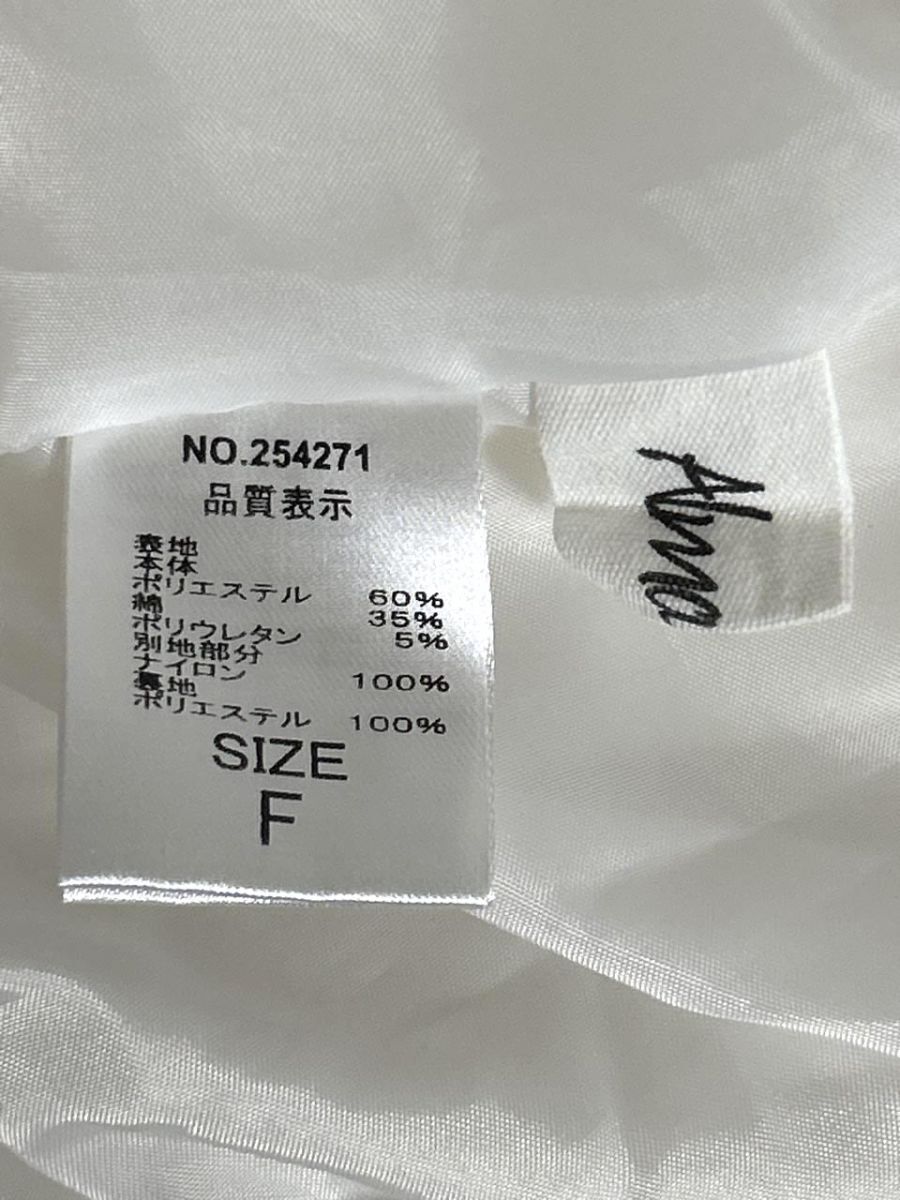 NO.254271
品質表示
表地
本体
ポリエステル 60%
綿 35%
ポリウレタン 5%
別地部分
ナイロン 100%
裏地
ポリエステル 100%
SIZE
F